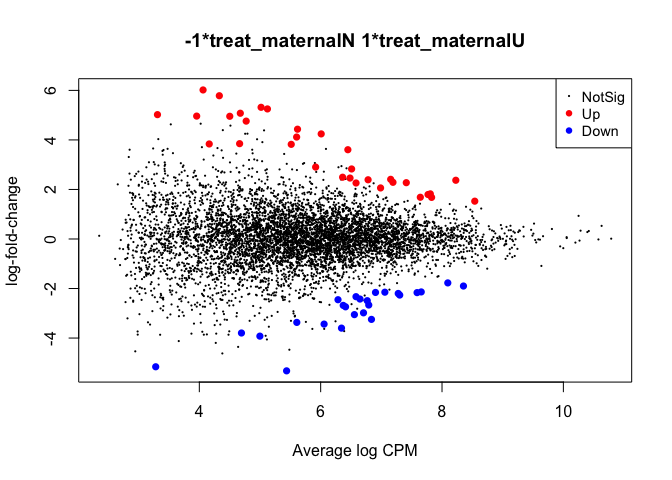 -1*treat_maternalN 1*treat_maternalU
NotSig
Up
Down
6
4
2
0
-2
-4
log-fold-change
4 6 8 10
Average log CPM